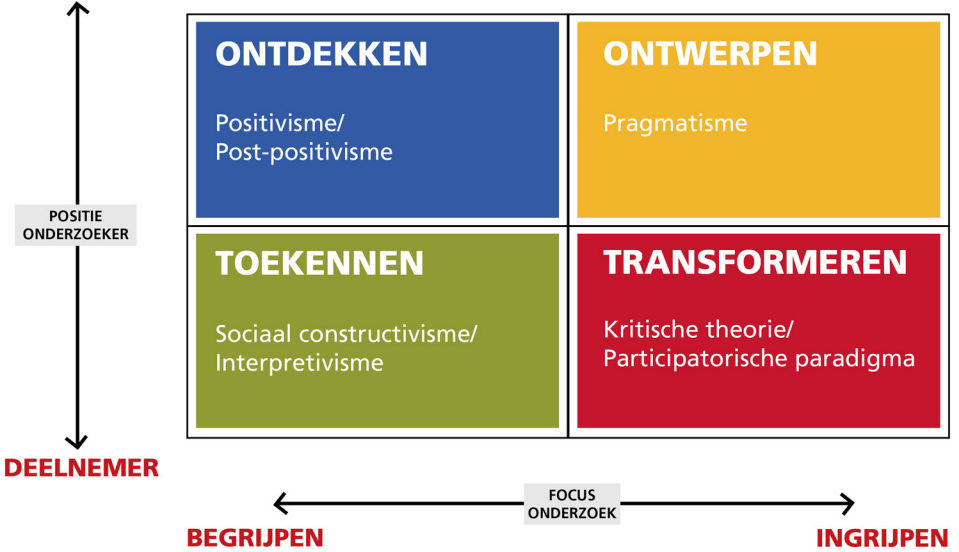 ONTDEKKEN
Positivisme/
Post-positivisme
ONTWERPEN
Pragmatisme
POSITIE
ONDERZOEKER
TOEKENNEN
Sociaal constructivisme/
Interpretivisme
TRANSFORMEREN
Kritische theorie/
Participatorische paradigma
DEELNEMER
FOCUS
ONDERZOEK
BEGRIJPEN
INGRIJPEN